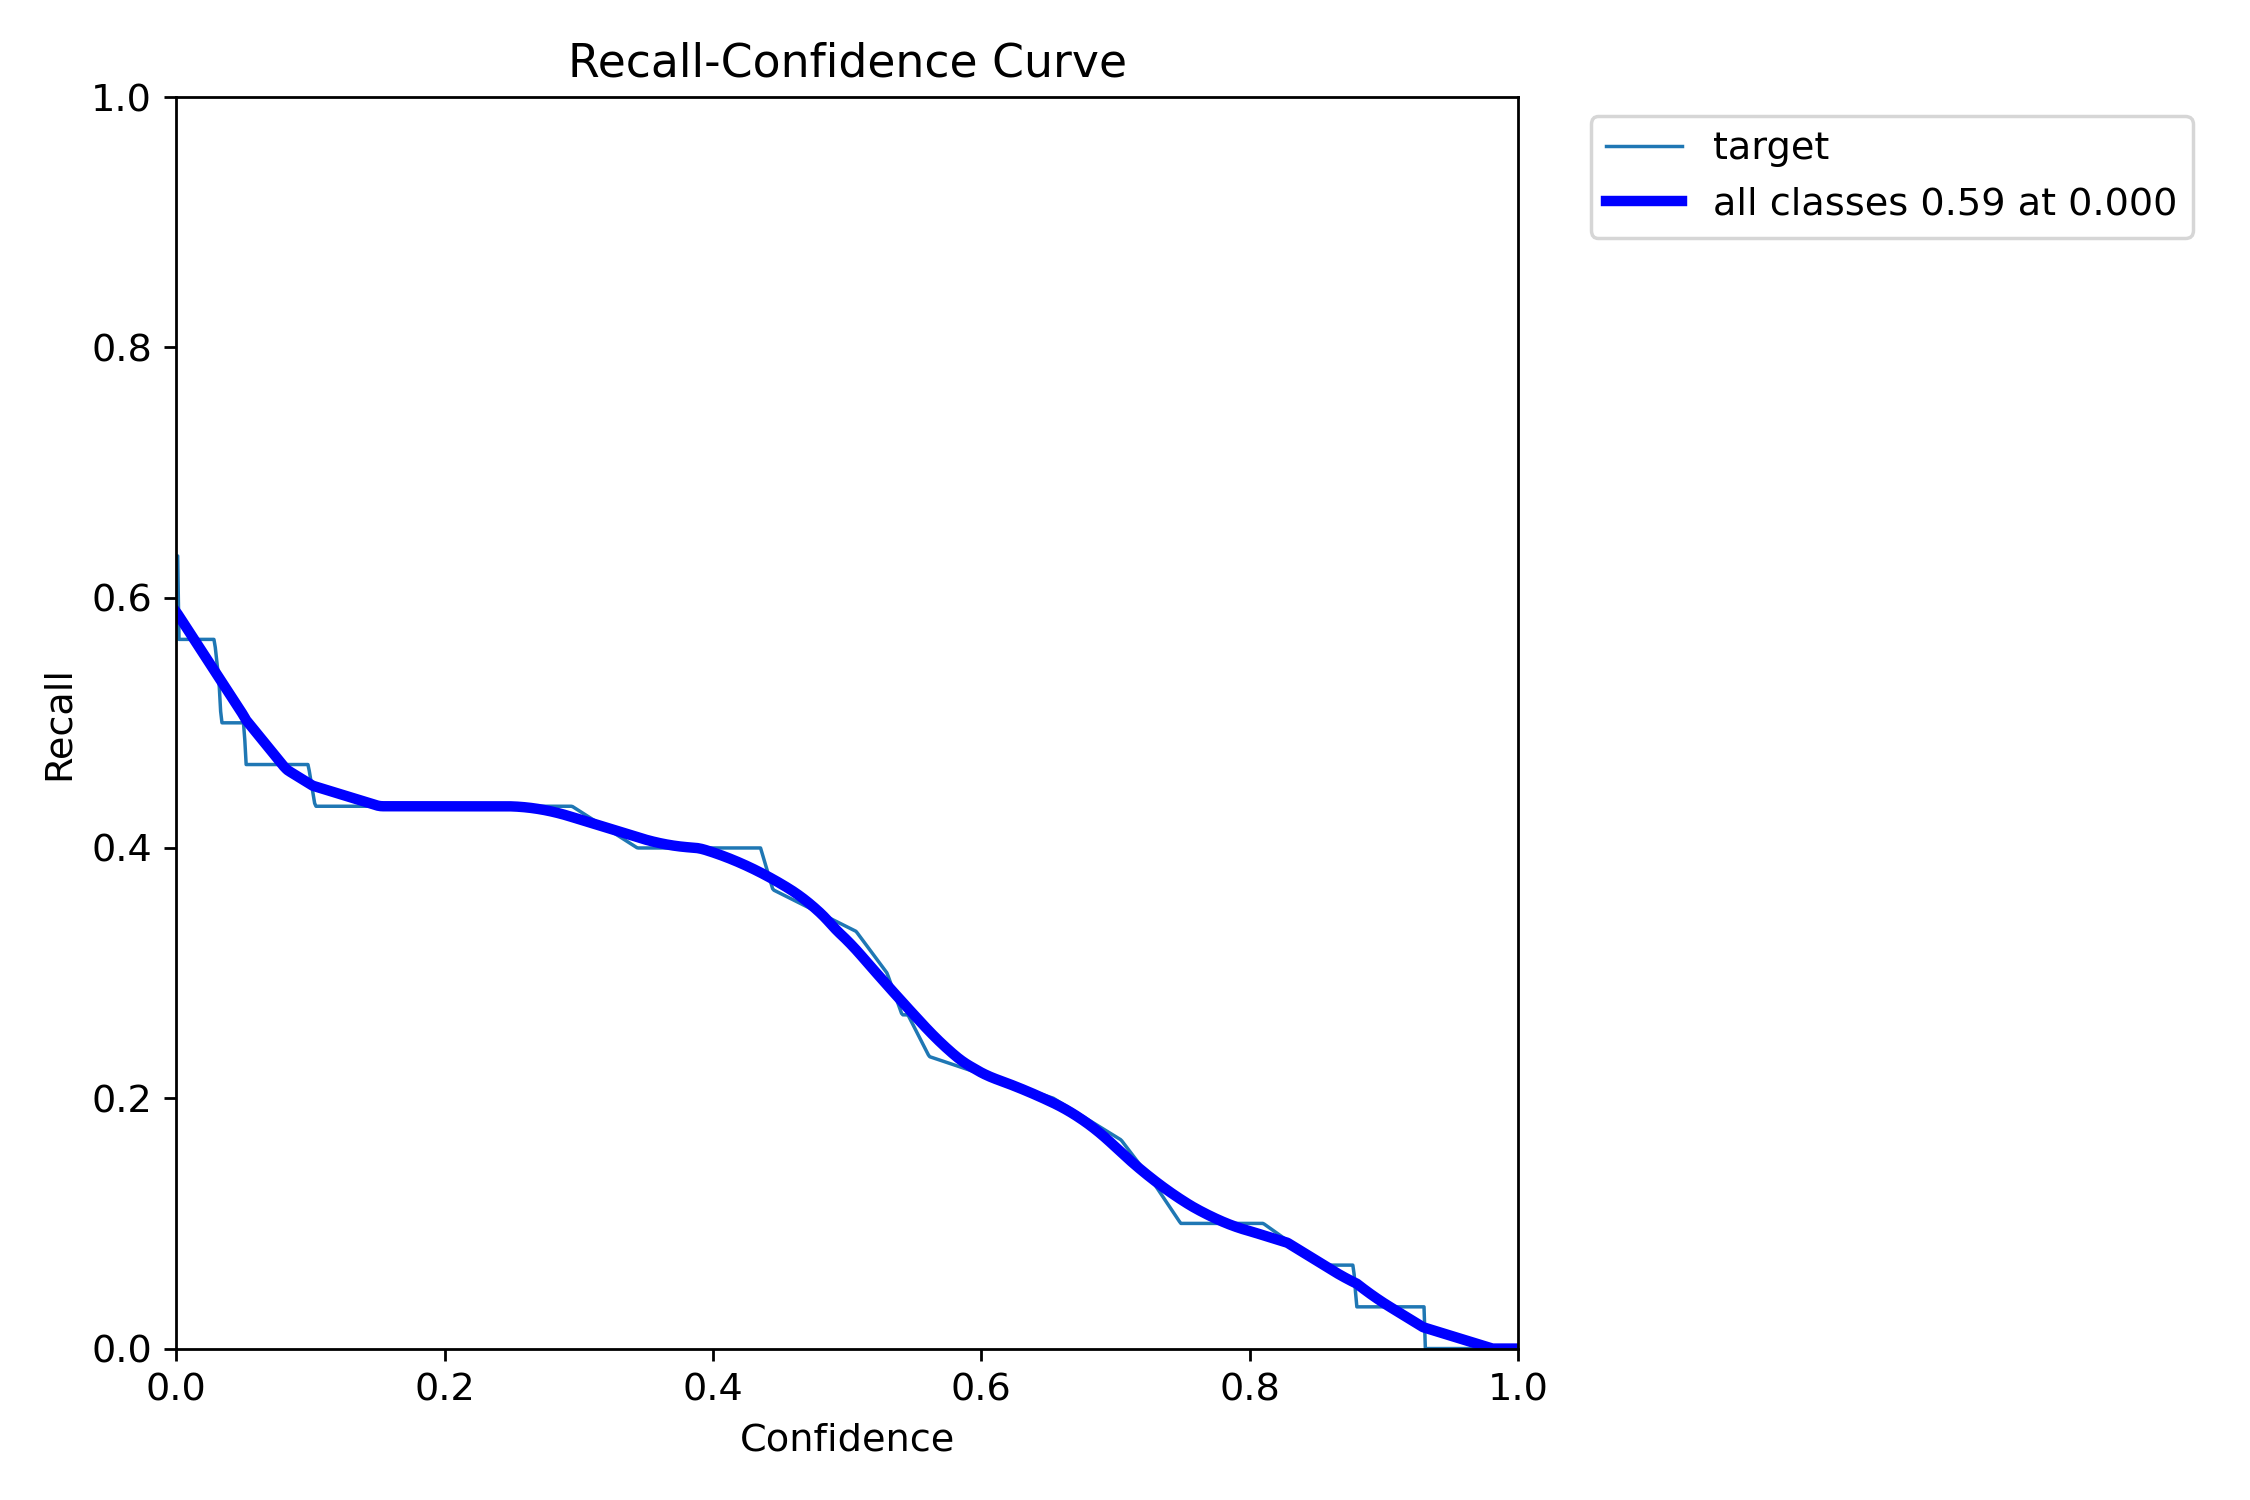 Recall-Confidence Curve
1.0
0.8
0.6
0.4
0.2
0.0
Recall
0.0 0.2 0.4 0.6 0.8 1.0
Confidence
target
all classes 0.59 at 0.000